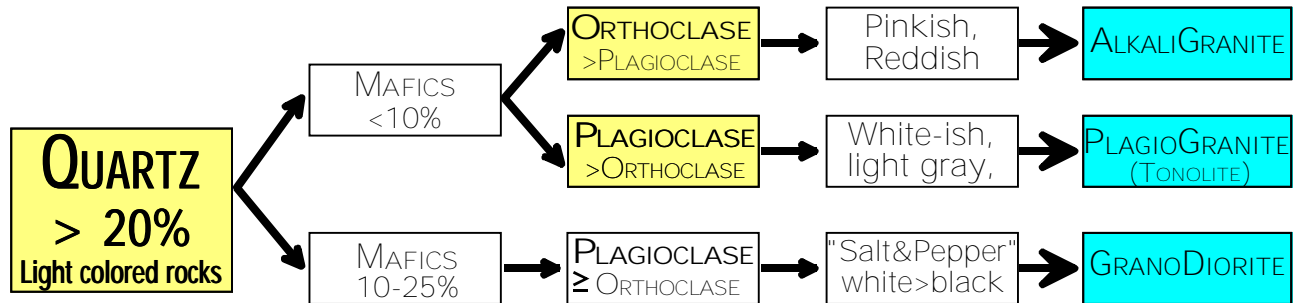 QUARTZ
> 20%
Light colored rocks
MAFICS
<10%
ORTHOCLASE
>PLAGIOCLASE
Pinkish,
Reddish
ALKALIGRANITE
PLAGIOCLASE
>ORTHOCLASE
White-ish,
light gray,
PLAGIOGRANITE
(TONOLITE)
MAFICS
10-25%
PLAGIOCLASE
≥ ORTHOCLASE
"Salt&Pepper"
white>black
GRANODIORITE